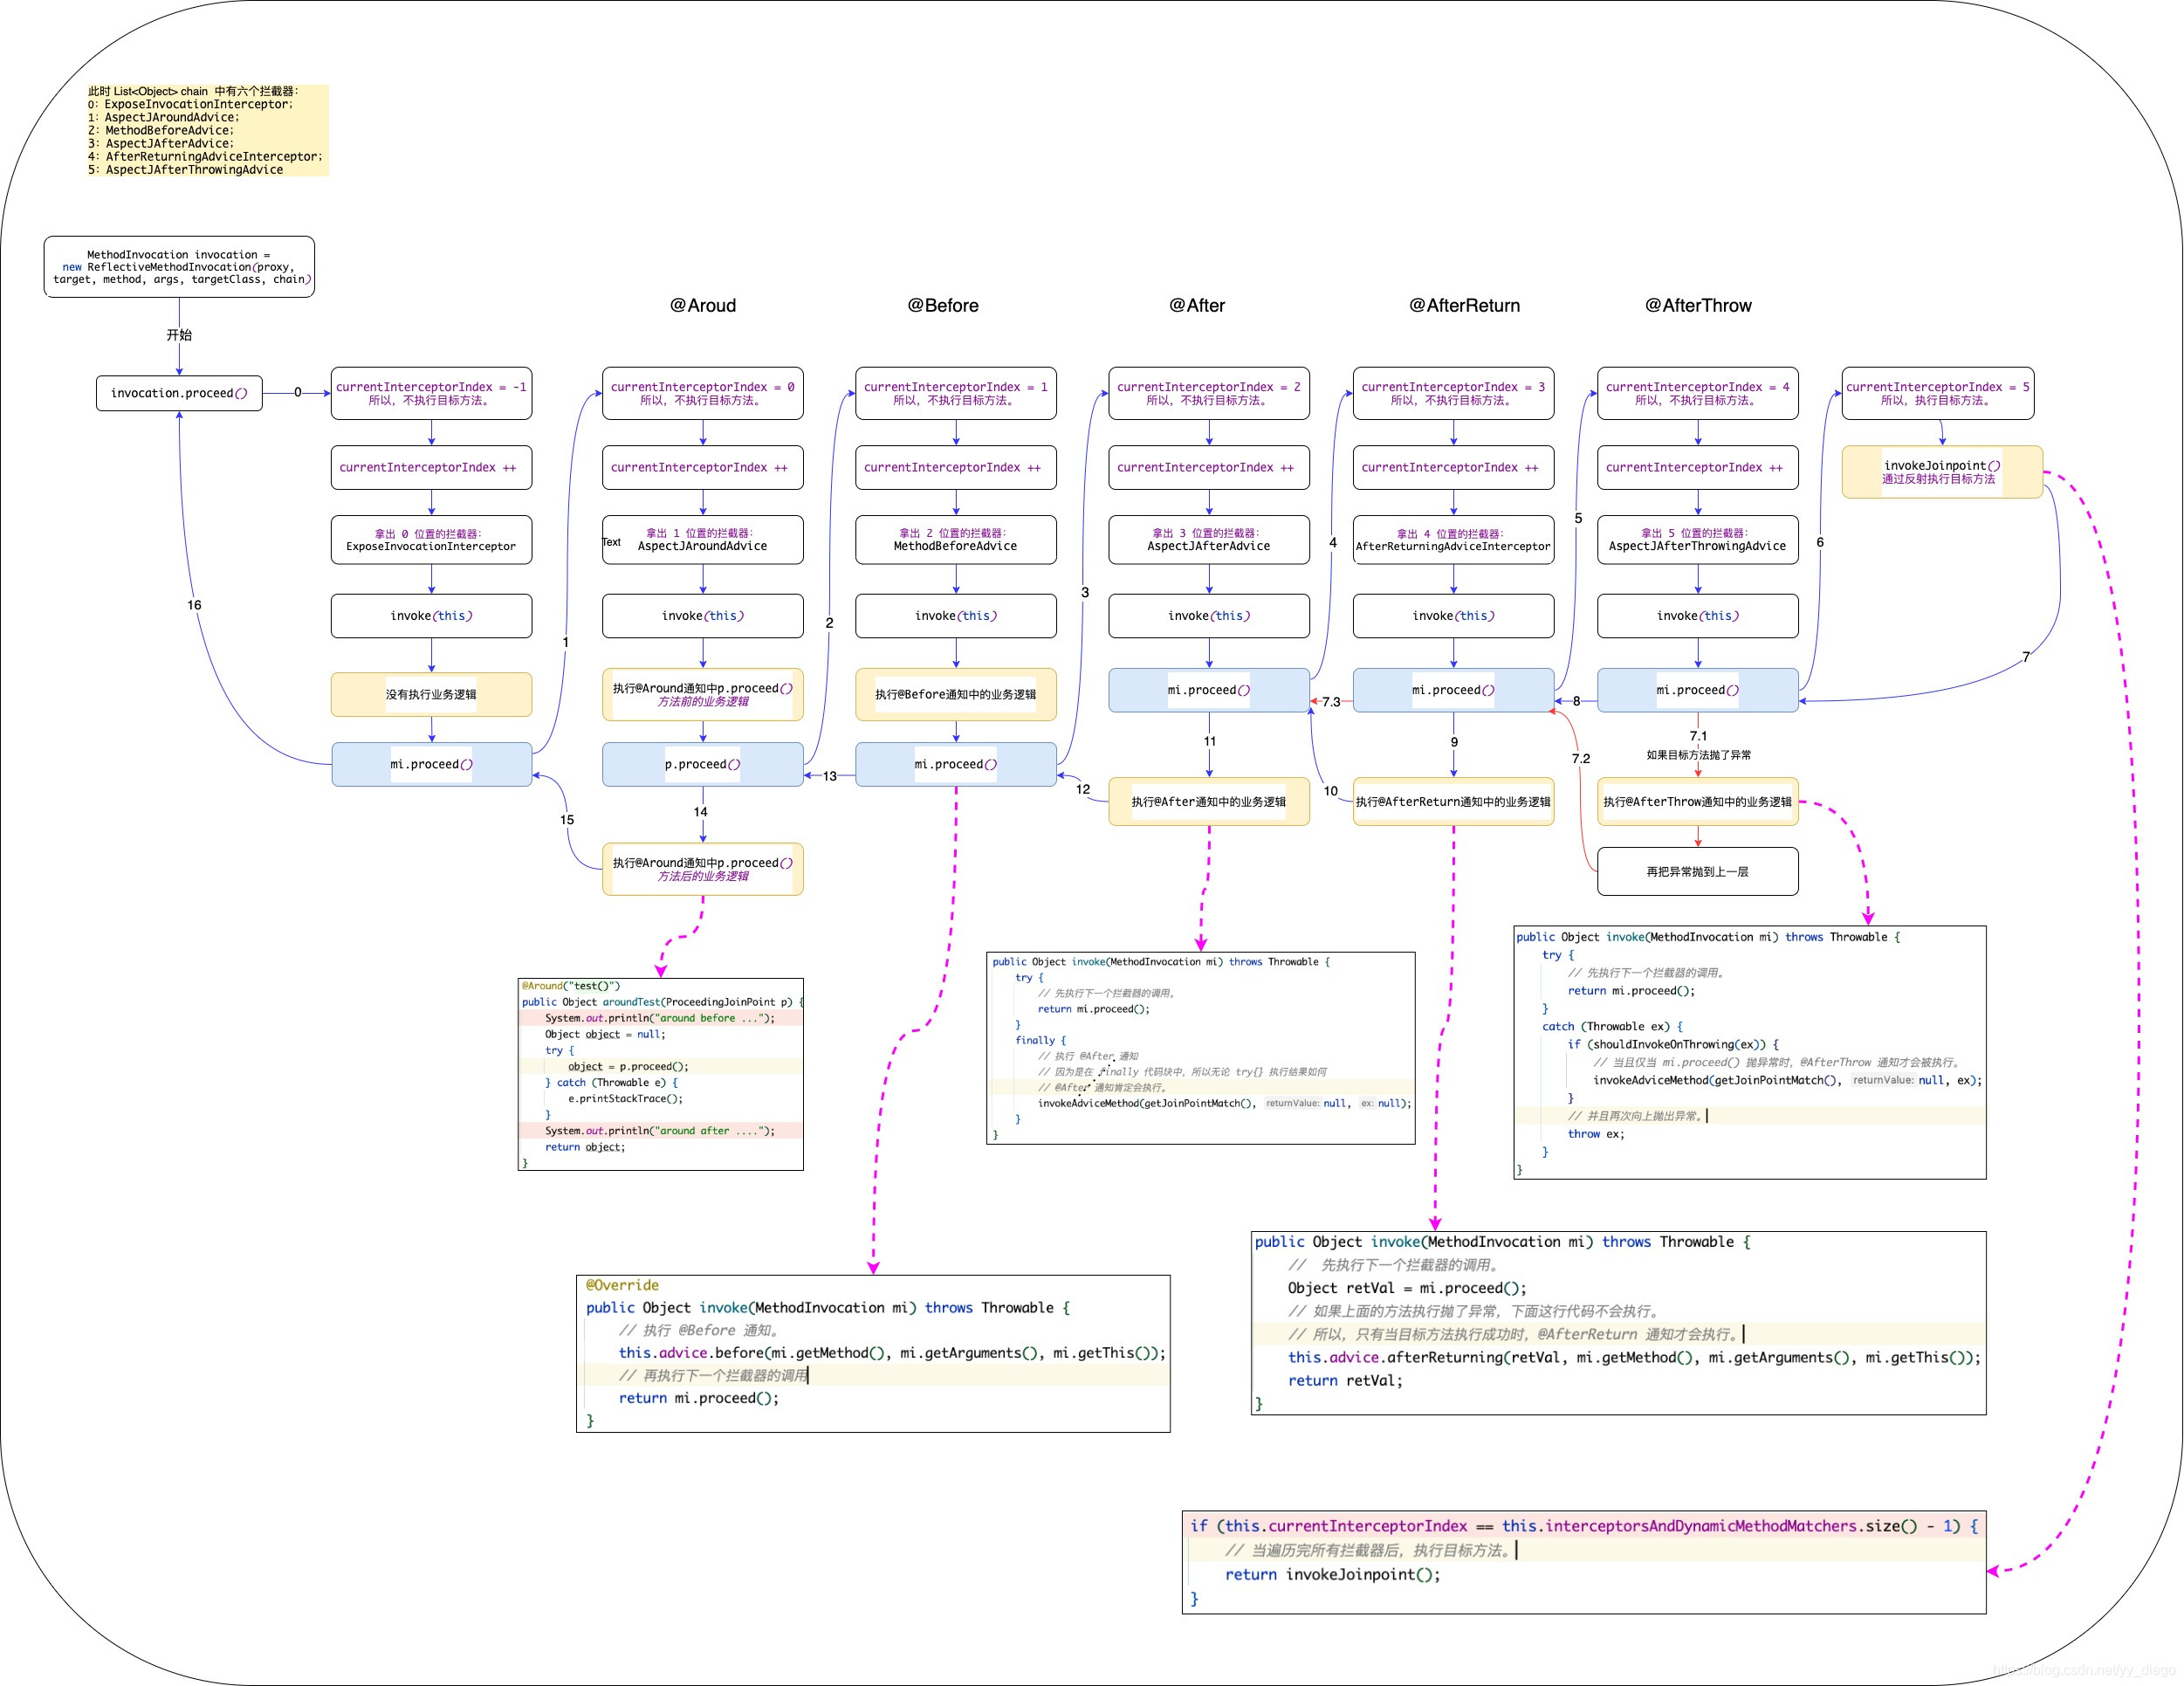 此时 List<Object> chain 中有六个拦截器：
0：ExposeInvocationInterceptor；
1：AspectJAroundAdvice；
2：MethodBeforeAdvice；
3：AspectJAfterAdvice；
4：AfterReturningAdviceInterceptor；
5：AspectJAfterThrowingAdvice
MethodInvocation invocation =
new ReflectiveMethodInvocation(proxy,
target, method, args, targetClass, chain)
开始
invocation.proceed()
0
@Aroud
@Before
@After
@AfterReturn
@AfterThrow
currentInterceptorIndex = -1
所以，不执行目标方法。
currentInterceptorIndex ++
拿出 0 位置的拦截器：
ExposeInvocationInterceptor
invoke(this)
没有执行业务逻辑
mi.proceed()
16
1
15
currentInterceptorIndex = 0
所以，不执行目标方法。
currentInterceptorIndex ++
Text
拿出 1 位置的拦截器：
AspectJAroundAdvice
invoke(this)
执行@Around通知中p.proceed()
方法前的业务逻辑
p.proceed()
14
执行@Around通知中p.proceed()
方法后的业务逻辑
2
13
currentInterceptorIndex = 1
所以，不执行目标方法。
currentInterceptorIndex ++
拿出 2 位置的拦截器：
MethodBeforeAdvice
invoke(this)
执行@Before通知中的业务逻辑
mi.proceed()
3
12
currentInterceptorIndex = 2
所以，不执行目标方法。
currentInterceptorIndex ++
拿出 3 位置的拦截器：
AspectJAfterAdvice
invoke(this)
mi.proceed()
11
执行@After通知中的业务逻辑
4
7.3
10
currentInterceptorIndex = 3
所以，不执行目标方法。
currentInterceptorIndex ++
拿出 4 位置的拦截器：
AfterReturningAdviceInterceptor
invoke(this)
mi.proceed()
9
执行@AfterReturn通知中的业务逻辑
5
8
7.2
currentInterceptorIndex = 4
所以，不执行目标方法。
currentInterceptorIndex ++
拿出 5 位置的拦截器：
AspectJAfterThrowingAdvice
invoke(this)
mi.proceed()
7.1
如果目标方法抛了异常
执行@AfterThrow通知中的业务逻辑
再把异常抛到上一层
6
7
currentInterceptorIndex = 5
所以，执行目标方法。
invokeJoinpoint()
通过反射执行目标方法
@Around("test()")
public Object aroundTest(ProceedingJoinPoint p) {
System.out.println("around before ...");
Object object = null;
try {
object = p.proceed();
} catch (Throwable e) {
e.printStackTrace();
}
System.out.println("around after ....");
return object;
}
public Object invoke(MethodInvocation mi) throws Throwable {
try {
// 先执行下一个拦截器的调用。
return mi.proceed();
}
finally {
// 执行 @After 通知
// 因为是在 finally 代码块中，所以无论 try{} 执行结果如何
// @After 通知肯定会执行。
invokeAdviceMethod(getJoinPointMatch(), returnValue: null, ex: null);
}
}
public Object invoke(MethodInvocation mi) throws Throwable {
try {
// 先执行下一个拦截器的调用。
return mi.proceed();
}
catch (Throwable ex) {
if (shouldInvokeOnThrowing(ex)) {
// 当且仅当 mi.proceed() 抛异常时，@AfterThrow 通知才会被执行。
invokeAdviceMethod(getJoinPointMatch(), returnValue: null, ex);
}
// 并且再次向上抛出异常。
throw ex;
}
}
@Override
public Object invoke(MethodInvocation mi) throws Throwable {
// 执行 @Before 通知。
this.advice.before(mi.getMethod(), mi.getArguments(), mi.getThis());
// 再执行下一个拦截器的调用
return mi.proceed();
}
public Object invoke(MethodInvocation mi) throws Throwable {
// 先执行下一个拦截器的调用。
Object retVal = mi.proceed();
// 如果上面的方法执行抛了异常，下面这行代码不会执行。
// 所以，只有当目标方法执行成功时，@AfterReturn 通知才会执行。
this.advice.afterReturning(retVal, mi.getMethod(), mi.getArguments(), mi.getThis());
return retVal;
}
if (this.currentInterceptorIndex == this.interceptorsAndDynamicMethodMatchers.size() - 1) {
// 当遍历完所有拦截器后，执行目标方法。
return invokeJoinpoint();
}
https://blog.csdn.net/yy_diego